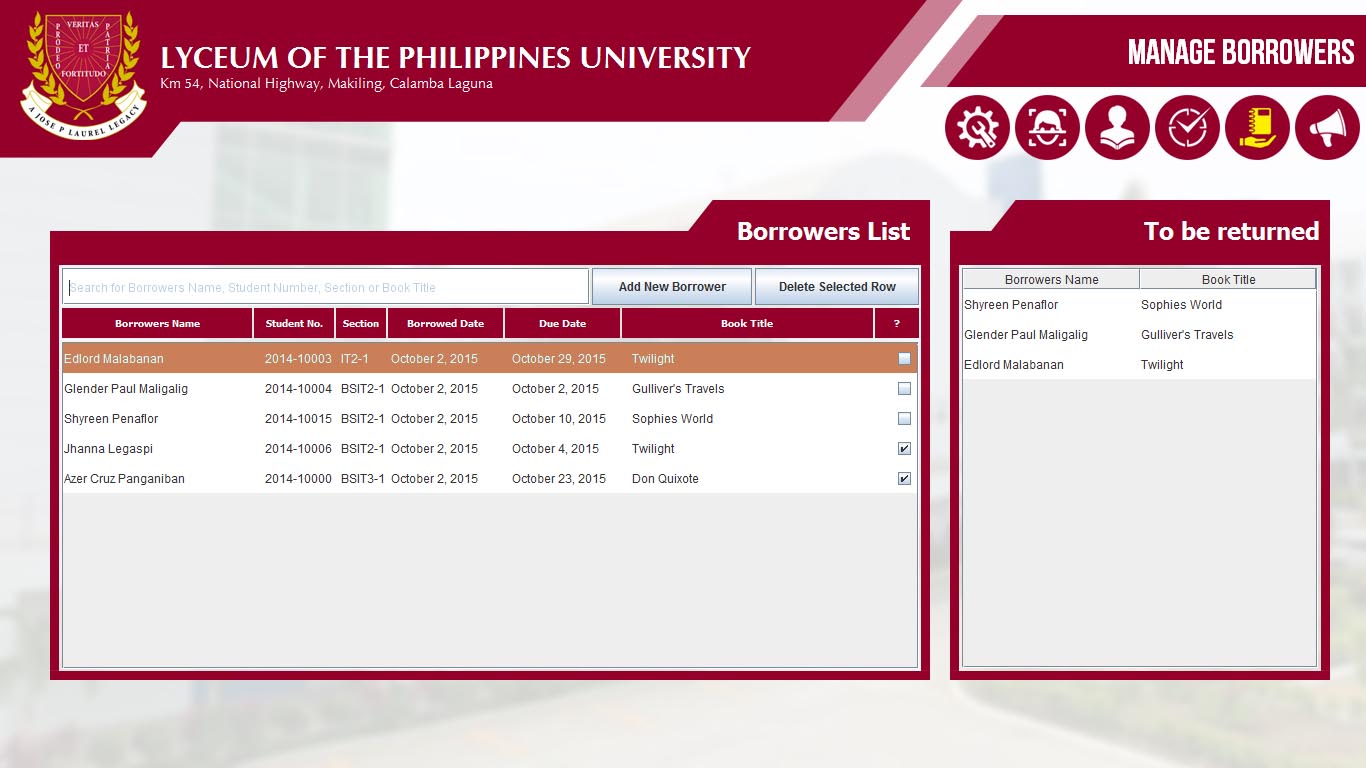 VERITAS
PRODEO
ET
PATRIA
FORTITUDO
A JOSE P LAUREL LEGACY
LYCEUM OF THE PHILIPPINES UNIVERSITY
Km 54, National Highway, Makiling, Calamba Laguna
MANAGE BORROWERS
Borrowers List
Search for Borrowers Name, Student Number, Section or Book Title
Add New Borrower
Delete Selected Row
Borrowers Name Student No. Section Borrowed Date Due Date Book Title ?
Edlord Malabanan 2014-10003 IT2-1 October 2, 2015 October 29, 2015 Twilight
Glender Paul Maligalig 2014-10004 BSIT2-1 October 2, 2015 October 2, 2015 Gulliver's Travels
Shyreen Penaflor 2014-10015 BSIT2-1 October 2, 2015 October 10, 2015 Sophies World
Jhanna Legaspi 2014-10006 BSIT2-1 October 2, 2015 October 4, 2015 Twilight
Azer Cruz Panganiban 2014-10000 BSIT3-1 October 2, 2015 October 23, 2015 Don Quixote
To be returned
Borrowers Name Book Title
Shyreen Penaflor Sophies World
Glender Paul Maligalig Gulliver's Travels
Edlord Malabanan Twilight